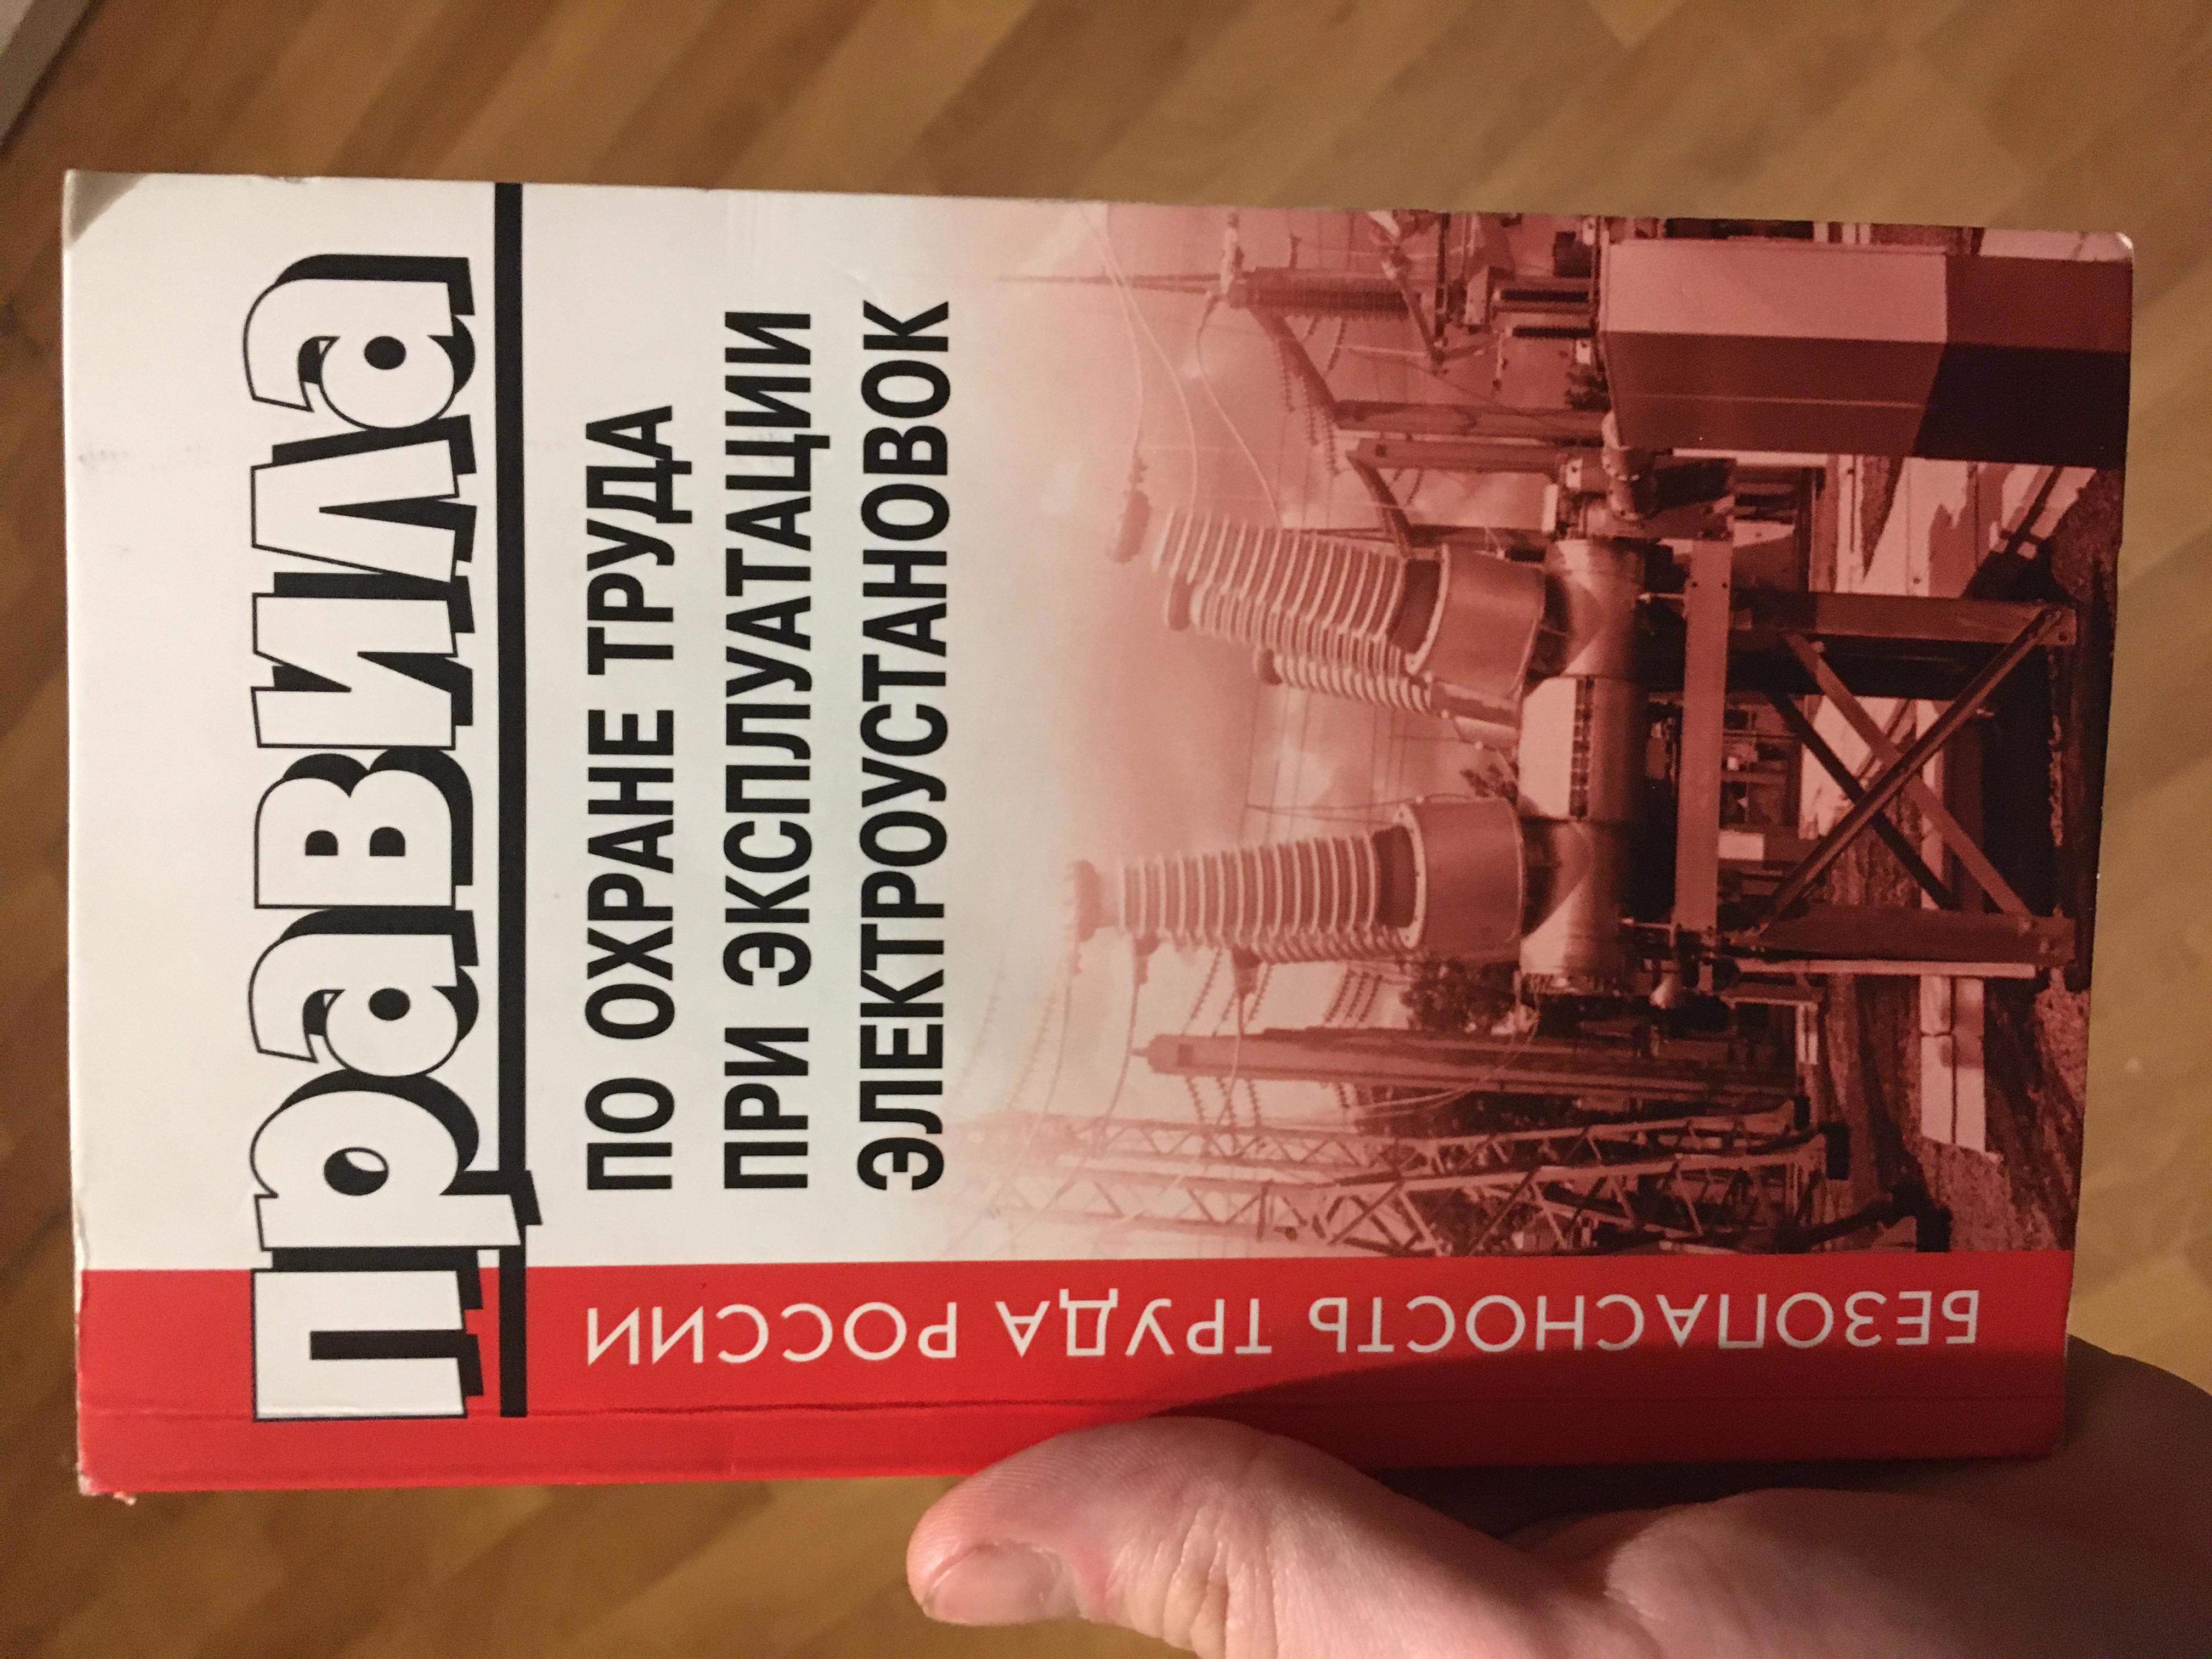 правила
ПО ОХРАНЕ ТРУДА
ПРИ ЭКСПЛУАТАЦИИ
ЭЛЕКТРОУСТАНОВОК
БЕЗОПАСНОСТЬ ТРУДА РОССИИ